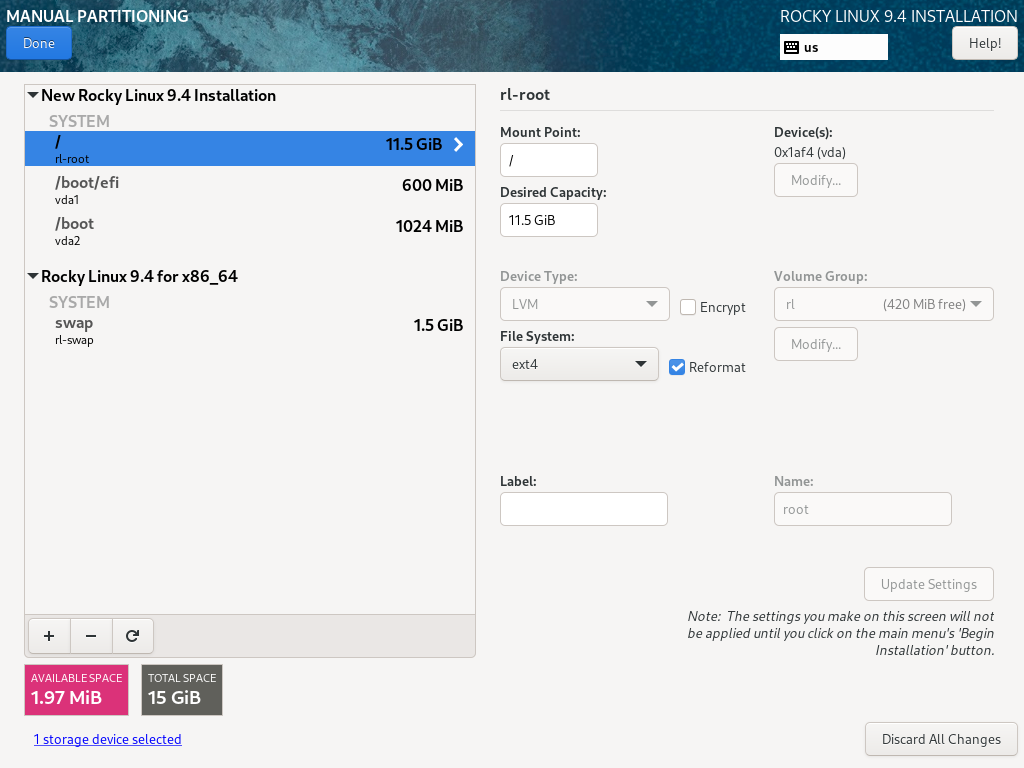 MANUAL PARTITIONING
ROCKY LINUX 9.4 INSTALLATION
Done
us
Help!
New Rocky Linux 9.4 Installation
SYSTEM
/
11.5 GiB
rl-root
/boot/efi
600 MiB
vda1
/boot
1024 MiB
vda2
Rocky Linux 9.4 for x86_64
SYSTEM
swap
1.5 GiB
rl-swap
+ −
AVAILABLE SPACE
1.97 MiB
TOTAL SPACE
15 GiB
1 storage device selected
rl-root
Mount Point:
/
Desired Capacity:
11.5 GiB
Device(s):
0x1af4 (vda)
Modify...
Device Type:
LVM
Encrypt
Volume Group:
rl (420 MiB free)
Modify...
File System:
ext4
Reformat
Label:
Name:
root
Update Settings
Note: The settings you make on this screen will not
be applied until you click on the main menu's 'Begin
Installation' button.
Discard All Changes